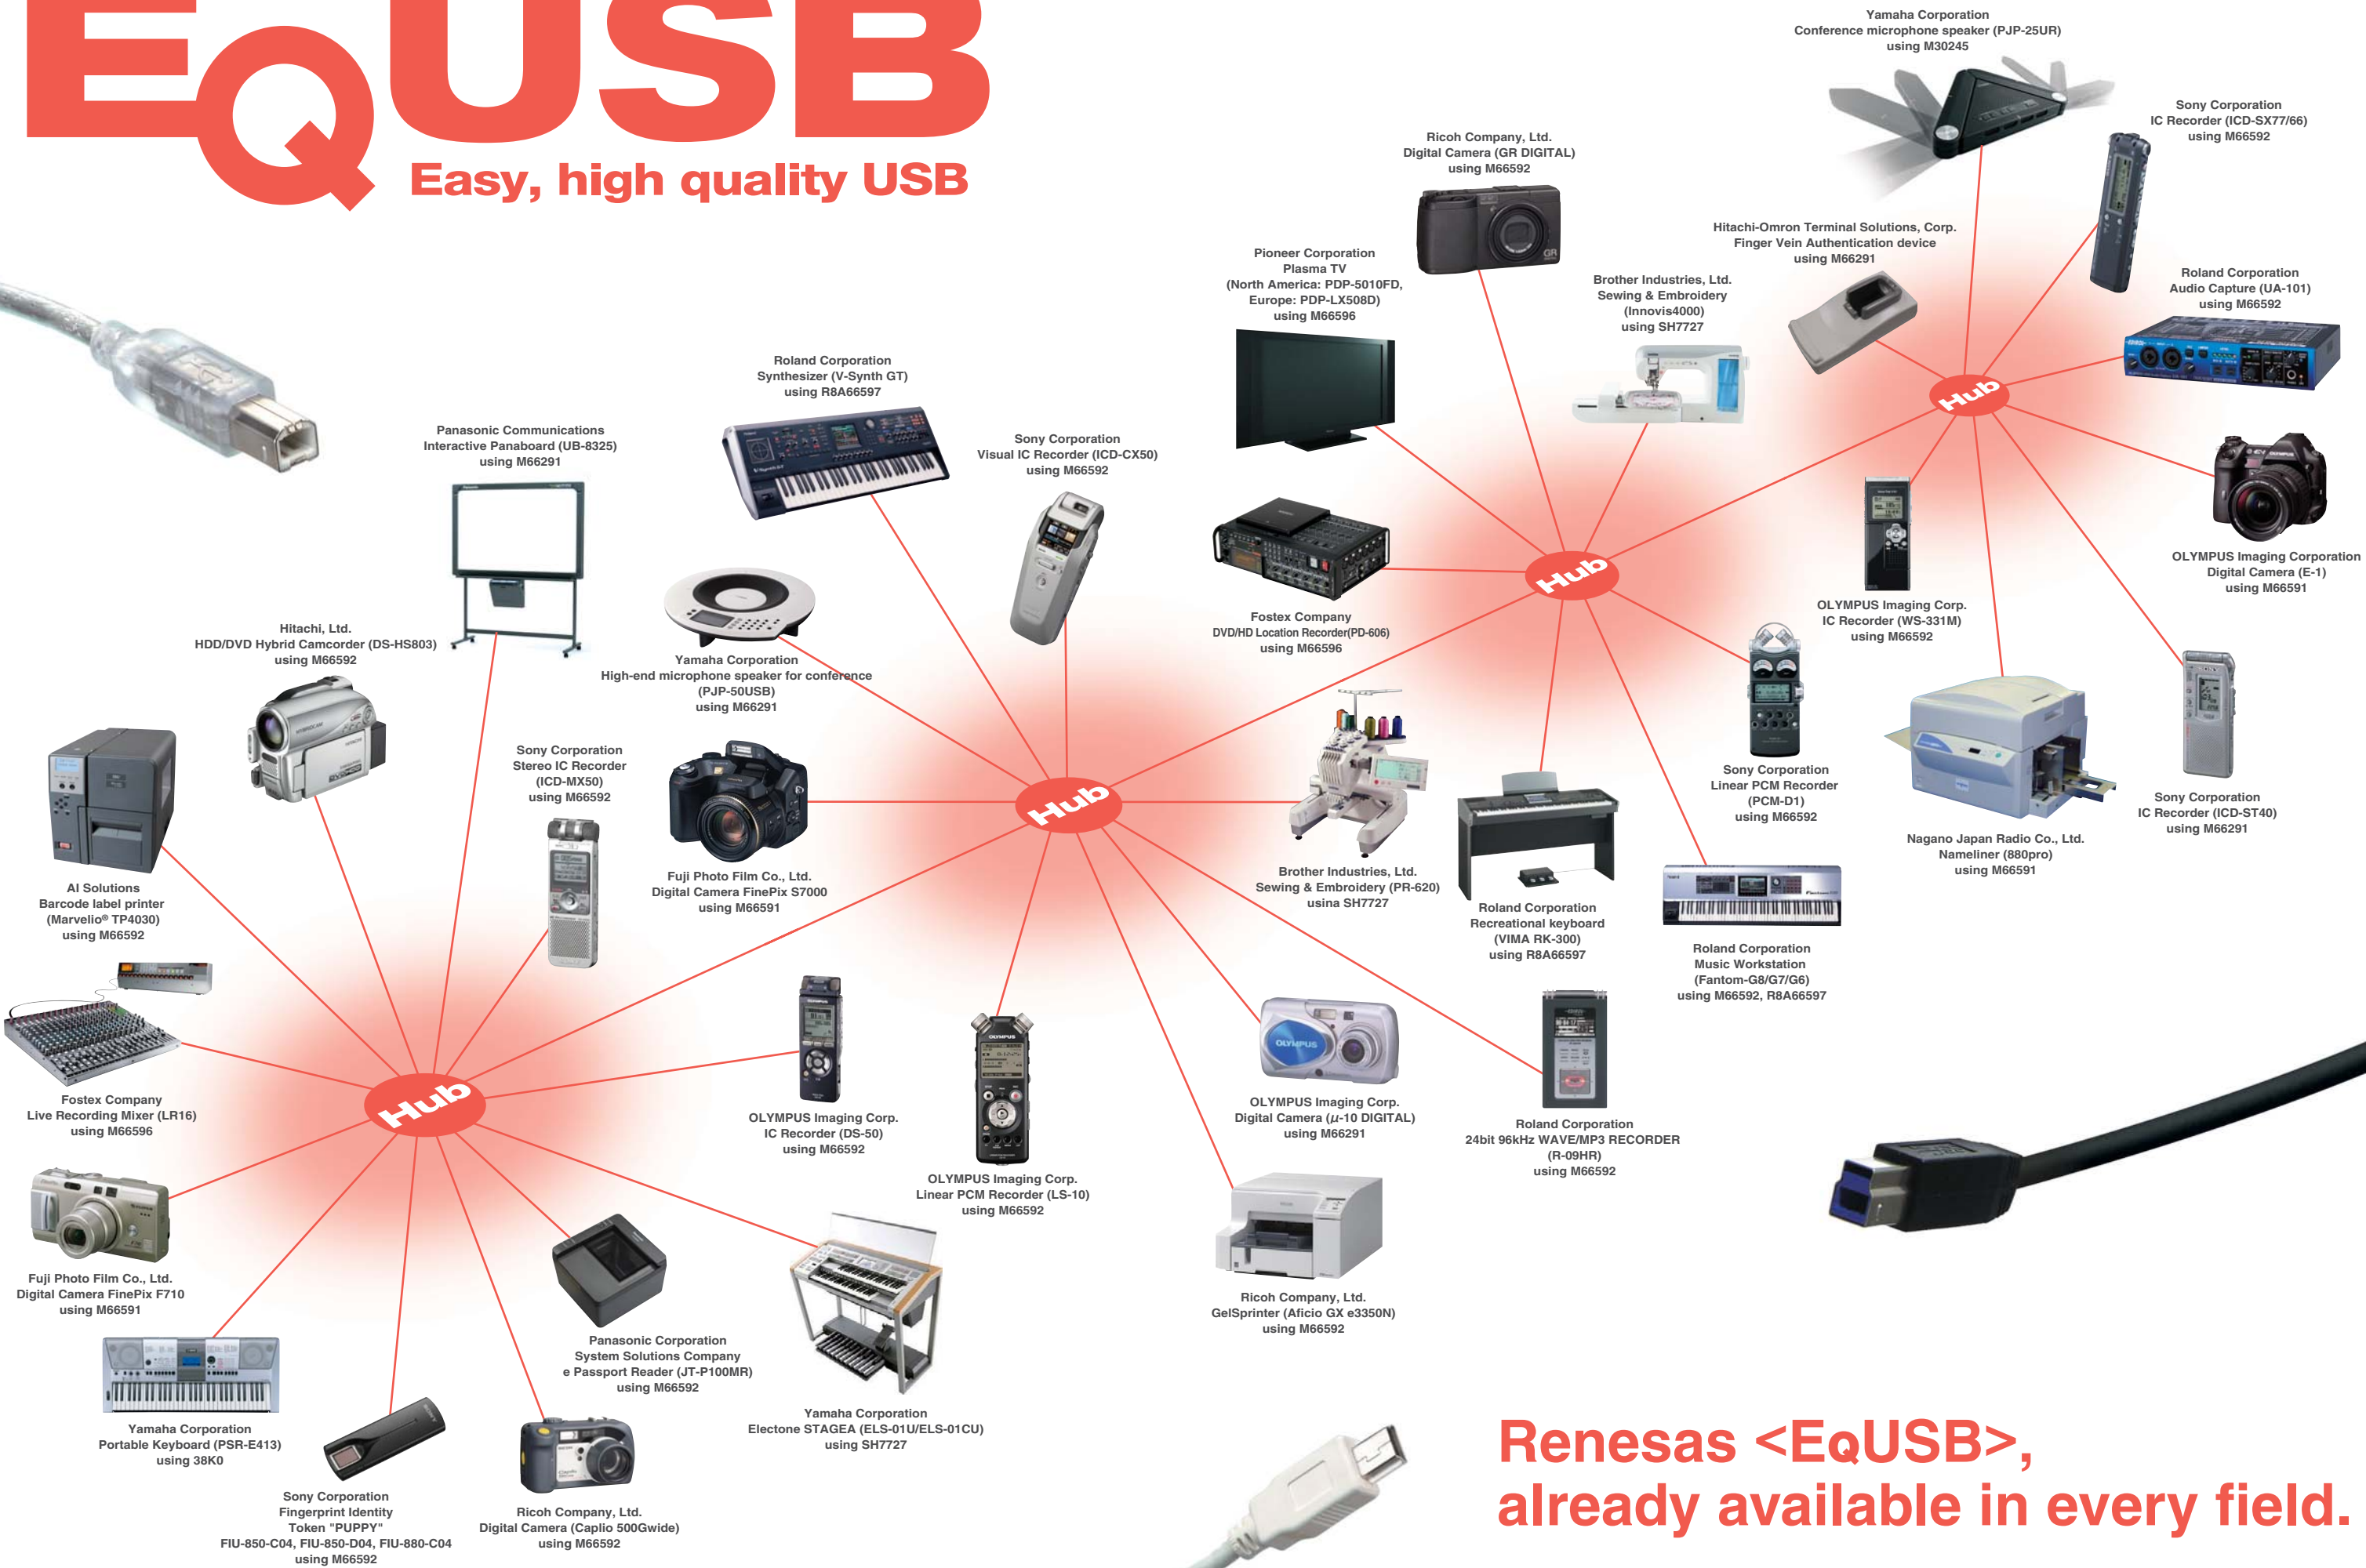 EQUSB
Easy, high quality USB
Yamaha Corporation
Conference microphone speaker (PJP-25UR)
using M30245
Sony Corporation
IC Recorder (ICD-SX77/66)
using M66592
Ricoh Company, Ltd.
Digital Camera (GR DIGITAL)
using M66592
GR
Hitachi-Omron Terminal Solutions, Corp.
Finger Vein Authentication device
using M66291
Pioneer Corporation
Plasma TV
(North America: PDP-5010FD,
Europe: PDP-LX508D)
using M66596
Brother Industries, Ltd.
Sewing & Embroidery
(Innovis4000)
using SH7727
Roland Corporation
Audio Capture (UA-101)
using M66592
Hub
Roland Corporation
Synthesizer (V-Synth GT)
using R8A66597
Panasonic Communications
Interactive Panaboard (UB-8325)
using M66291
Sony Corporation
Visual IC Recorder (ICD-CX50)
using M66592
OLYMPUS
OLYMPUS Imaging Corporation
Digital Camera (E-1)
using M66591
Hub
Fostex Company
DVD/HD Location Recorder(PD-606)
using M66596
OLYMPUS Imaging Corp.
IC Recorder (WS-331M)
using M66592
Hitachi, Ltd.
HDD/DVD Hybrid Camcorder (DS-HS803)
using M66592
Yamaha Corporation
High-end microphone speaker for conference
(PJP-50USB)
using M66291
Sony Corporation
Stereo IC Recorder
(ICD-MX50)
using M66592
Hub
Sony Corporation
Linear PCM Recorder
(PCM-D1)
using M66592
Sony Corporation
IC Recorder (ICD-ST40)
using M66291
Nagano Japan Radio Co., Ltd.
Nameliner (880pro)
using M66591
AI Solutions
Barcode label printer
(Marvelio® TP4030)
using M66592
Fuji Photo Film Co., Ltd.
Digital Camera FinePix S7000
using M66591
Brother Industries, Ltd.
Sewing & Embroidery (PR-620)
usina SH7727
Roland Corporation
Recreational keyboard
(VIMA RK-300)
using R8A66597
Roland Corporation
Music Workstation
(Fantom-G8/G7/G6)
using M66592, R8A66597
Hub
Fostex Company
Live Recording Mixer (LR16)
using M66596
OLYMPUS
OLYMPUS Imaging Corp.
IC Recorder (DS-50)
using M66592
OLYMPUS
OLYMPUS Imaging Corp.
Linear PCM Recorder (LS-10)
using M66592
OLYMPUS
OLYMPUS Imaging Corp.
Digital Camera (μ-10 DIGITAL)
using M66291
Roland Corporation
24bit 96kHz WAVE/MP3 RECORDER
(R-09HR)
using M66592
Fuji Photo Film Co., Ltd.
Digital Camera FinePix F710
using M66591
Ricoh Company, Ltd.
GelSprinter (Aficio GX e3350N)
using M66592
Panasonic Corporation
System Solutions Company
e Passport Reader (JT-P100MR)
using M66592
Yamaha Corporation
Electone STAGEA (ELS-01U/ELS-01CU)
using SH7727
Yamaha Corporation
Portable Keyboard (PSR-E413)
using 38K0
SONY
Sony Corporation
Fingerprint Identity
Token "PUPPY"
FIU-850-C04, FIU-850-D04, FIU-880-C04
using M66592
Ricoh Company, Ltd.
Digital Camera (Caplio 500Gwide)
using M66592
Renesas <EQUSB>,
already available in every field.